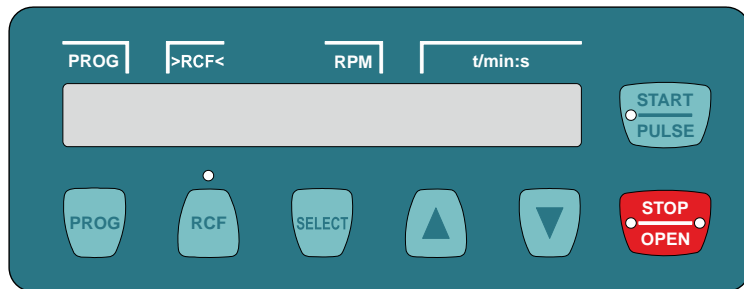 PROG >RCF< RPM t/min:s
START
PULSE
PROG RCF SELECT
STOP
OPEN